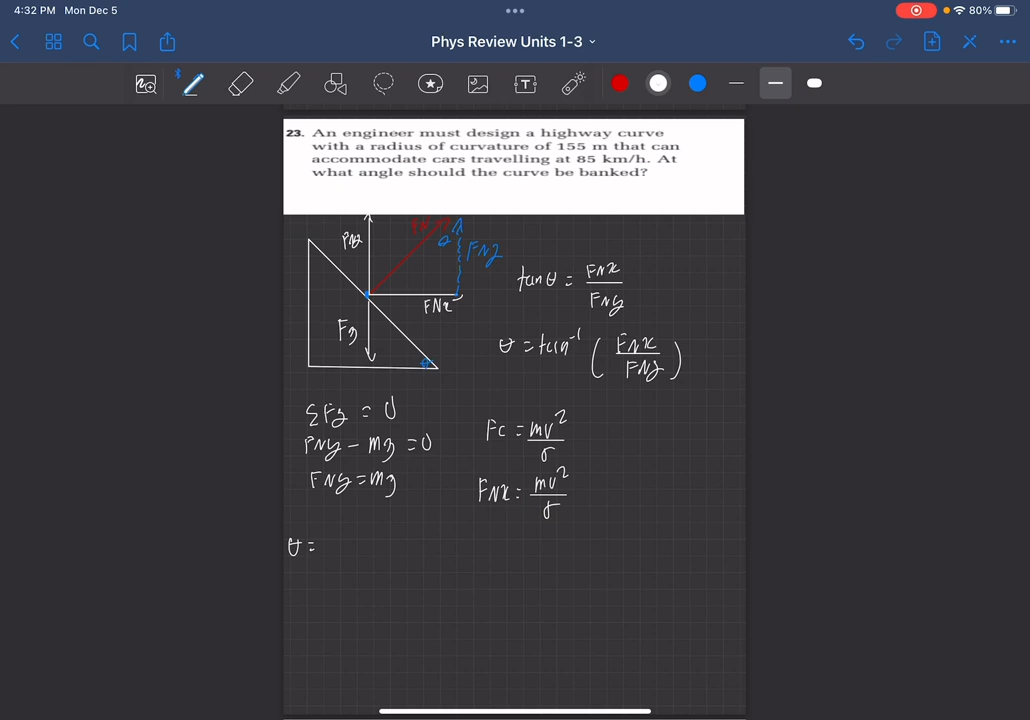 4:32 PM Mon Dec 5
80%
Phys Review Units 1-3
23. An engineer must design a highway curve
with a radius of curvature of 155 m that can
accommodate cars travelling at 85 km/h. At
what angle should the curve be banked?
FNy
θ
FNy
FNx
Fg
θ
tanθ = FNx / FNy
θ = tan⁻¹ (FNx / FNy)
ΣFy = 0
FNy - mg = 0
FNy = mg
Fc = mv² / r
FNx = mv² / r
θ =